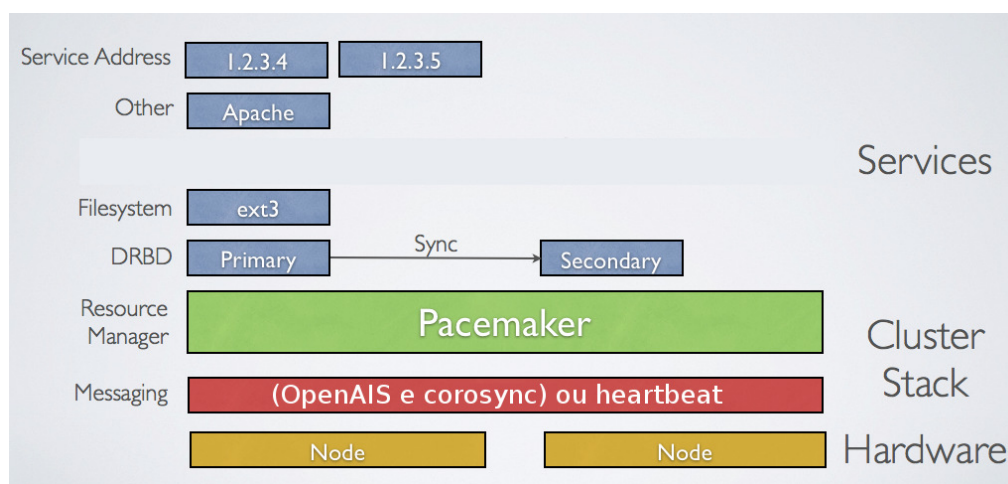 Service Address 1.2.3.4 1.2.3.5
Other Apache
Services
Filesystem ext3
DRBD Primary Sync Secondary
Resource
Manager
Pacemaker
Cluster
Stack
Messaging (OpenAIS e corosync) ou heartbeat
Node Node Hardware